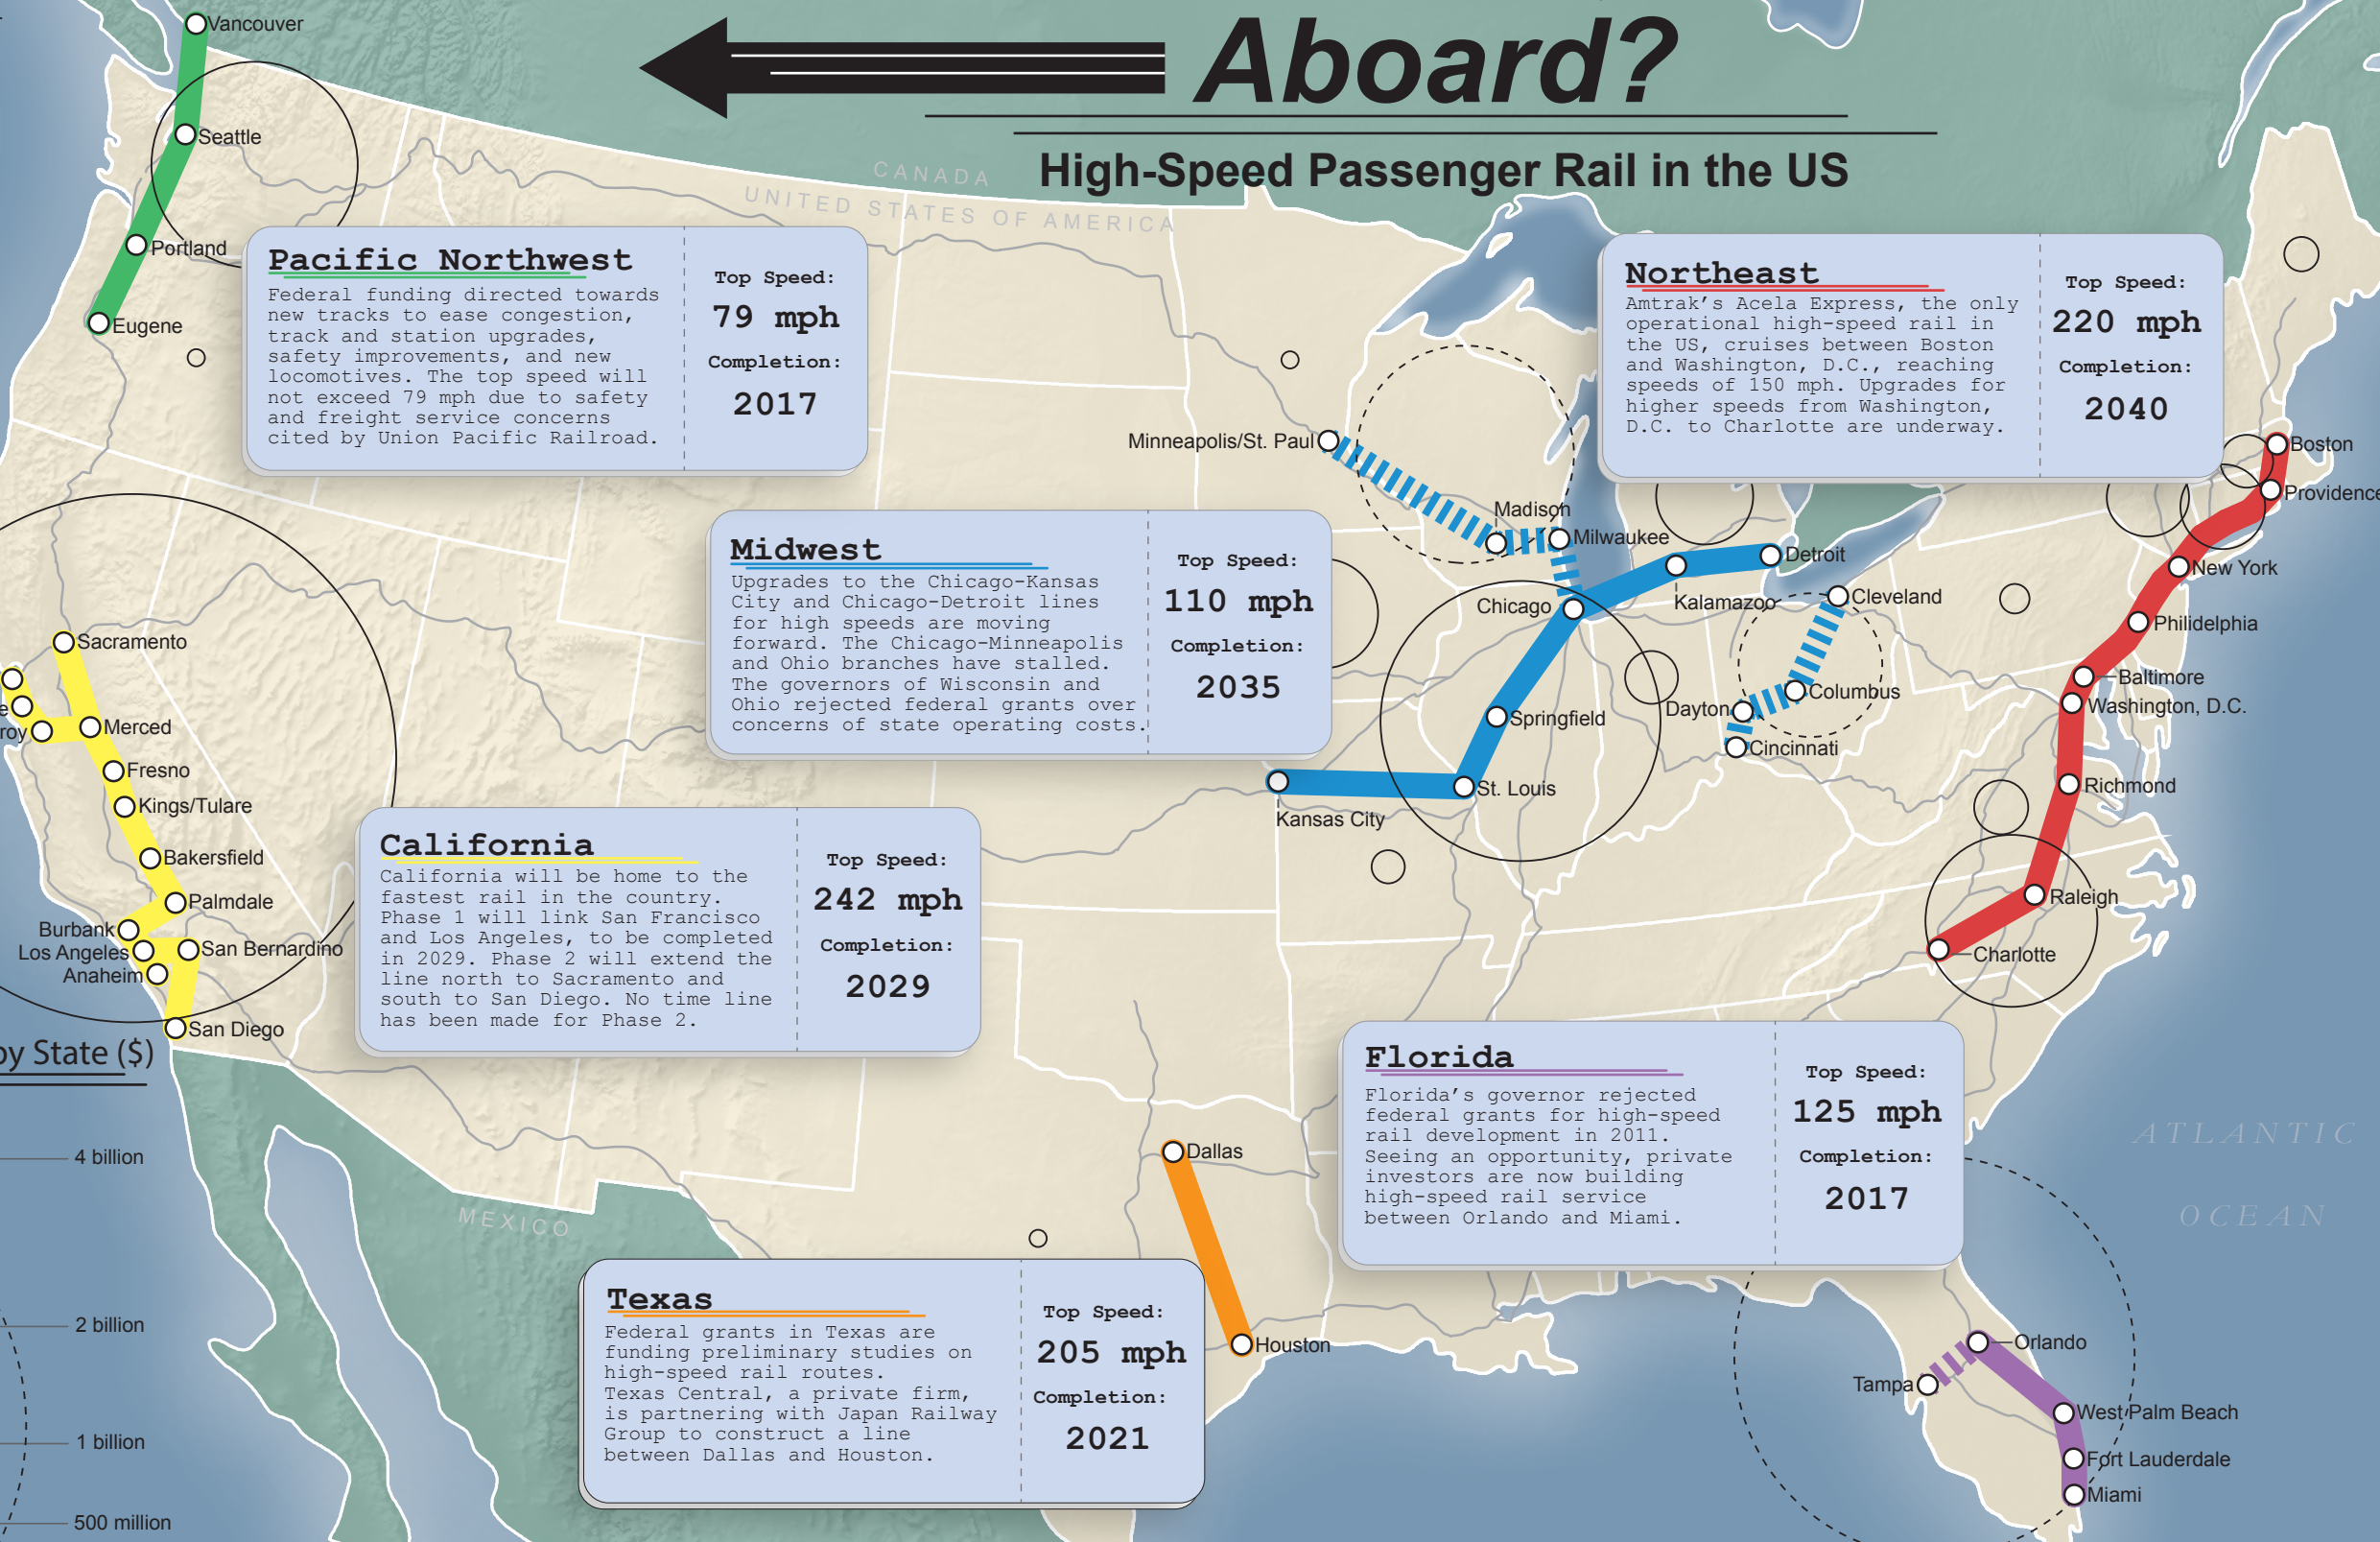 Aboard?
High-Speed Passenger Rail in the US
CANADA
UNITED STATES OF AMERICA
MEXICO
ATLANTIC
OCEAN
Vancouver
Seattle
Portland
Eugene
Pacific Northwest
Federal funding directed towards
new tracks to ease congestion,
track and station upgrades,
safety improvements, and new
locomotives. The top speed will
not exceed 79 mph due to safety
and freight service concerns
cited by Union Pacific Railroad.
Top Speed:
79 mph
Completion:
2017
Northeast
Amtrak's Acela Express, the only
operational high-speed rail in
the US, cruises between Boston
and Washington, D.C., reaching
speeds of 150 mph. Upgrades for
higher speeds from Washington,
D.C. to Charlotte are underway.
Top Speed:
220 mph
Completion:
2040
Boston
Providence
New York
Philidelphia
Baltimore
Washington, D.C.
Richmond
Raleigh
Charlotte
Minneapolis/St. Paul
Madison
Milwaukee
Detroit
Kalamazoo
Chicago
Cleveland
Columbus
Dayton
Cincinnati
Springfield
St. Louis
Kansas City
Midwest
Upgrades to the Chicago-Kansas
City and Chicago-Detroit lines
for high speeds are moving
forward. The Chicago-Minneapolis
and Ohio branches have stalled.
The governors of Wisconsin and
Ohio rejected federal grants over
concerns of state operating costs.
Top Speed:
110 mph
Completion:
2035
Sacramento
e
roy
Merced
Fresno
Kings/Tulare
Bakersfield
Palmdale
Burbank
Los Angeles
San Bernardino
Anaheim
San Diego
California
California will be home to the
fastest rail in the country.
Phase 1 will link San Francisco
and Los Angeles, to be completed
in 2029. Phase 2 will extend the
line north to Sacramento and
south to San Diego. No time line
has been made for Phase 2.
Top Speed:
242 mph
Completion:
2029
Florida
Florida's governor rejected
federal grants for high-speed
rail development in 2011.
Seeing an opportunity, private
investors are now building
high-speed rail service
between Orlando and Miami.
Top Speed:
125 mph
Completion:
2017
Orlando
Tampa
West Palm Beach
Fort Lauderdale
Miami
Dallas
Houston
Texas
Federal grants in Texas are
funding preliminary studies on
high-speed rail routes.
Texas Central, a private firm,
is partnering with Japan Railway
Group to construct a line
between Dallas and Houston.
Top Speed:
205 mph
Completion:
2021
by State ($)
4 billion
2 billion
1 billion
500 million